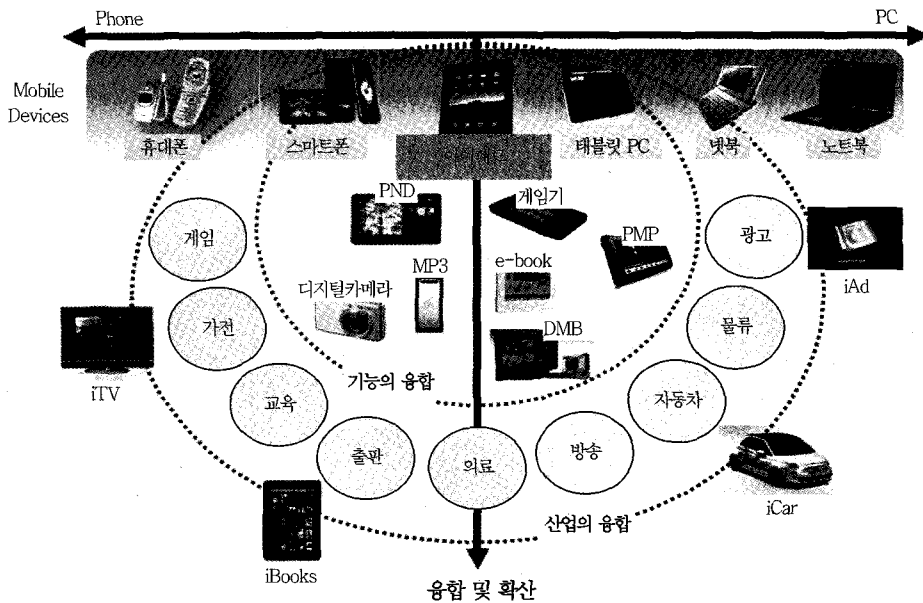 Phone
PC
Mobile
Devices
휴대폰
스마트폰
태블릿 PC
넷북
노트북
PND
게임기
게임
광고
PMP
MP3
e-book
iAd
디지털카메라
가전
물류
DMB
iTV
기능의 융합
교육
자동차
출판
의료
방송
iCar
산업의 융합
iBooks
융합 및 확산